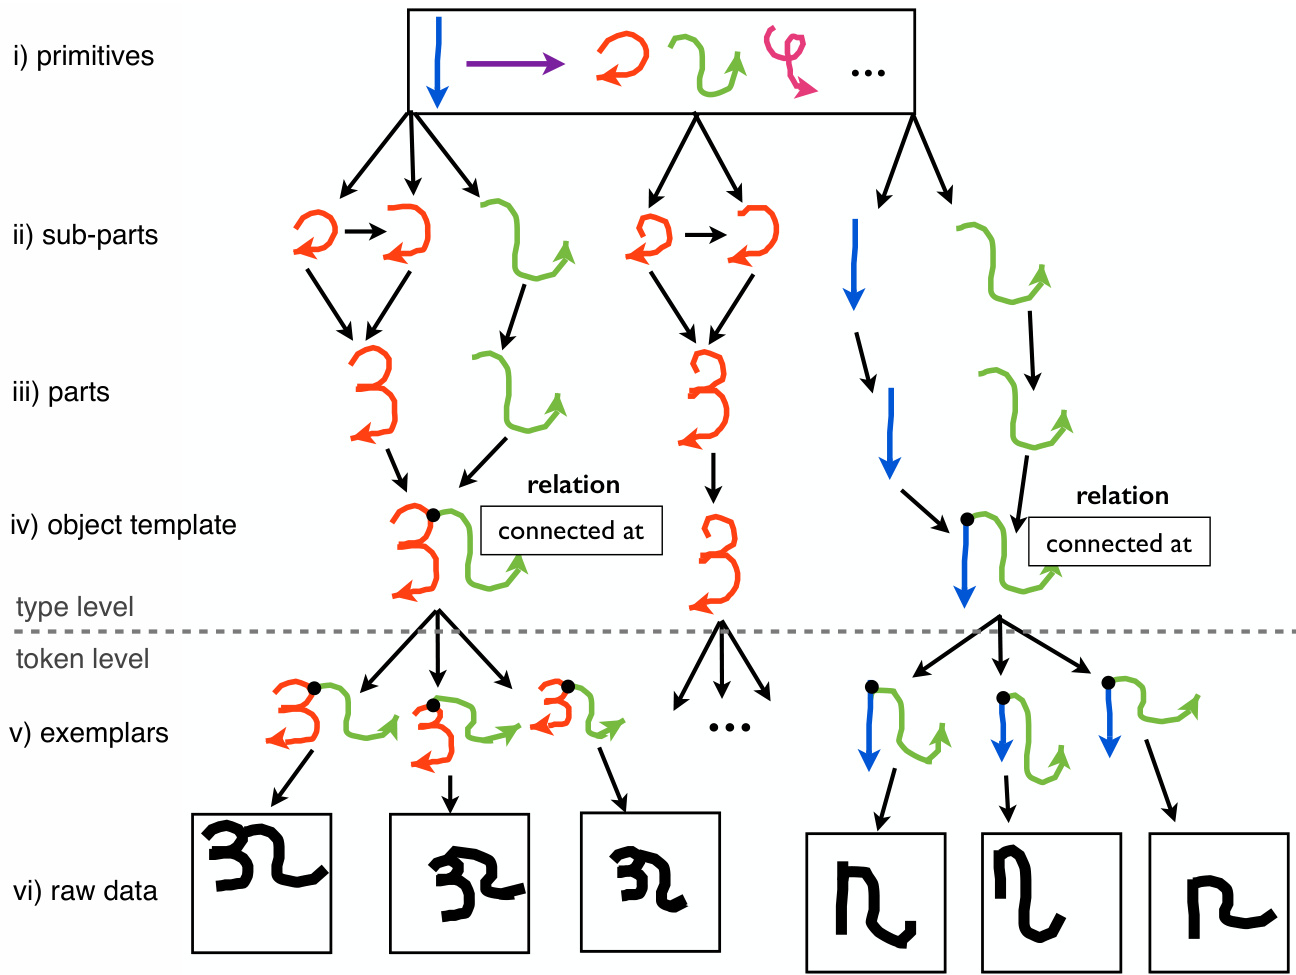 i) primitives
...
ii) sub-parts
iii) parts
relation
relation
iv) object template
connected at
connected at
type level
token level
v) exemplars
...
vi) raw data